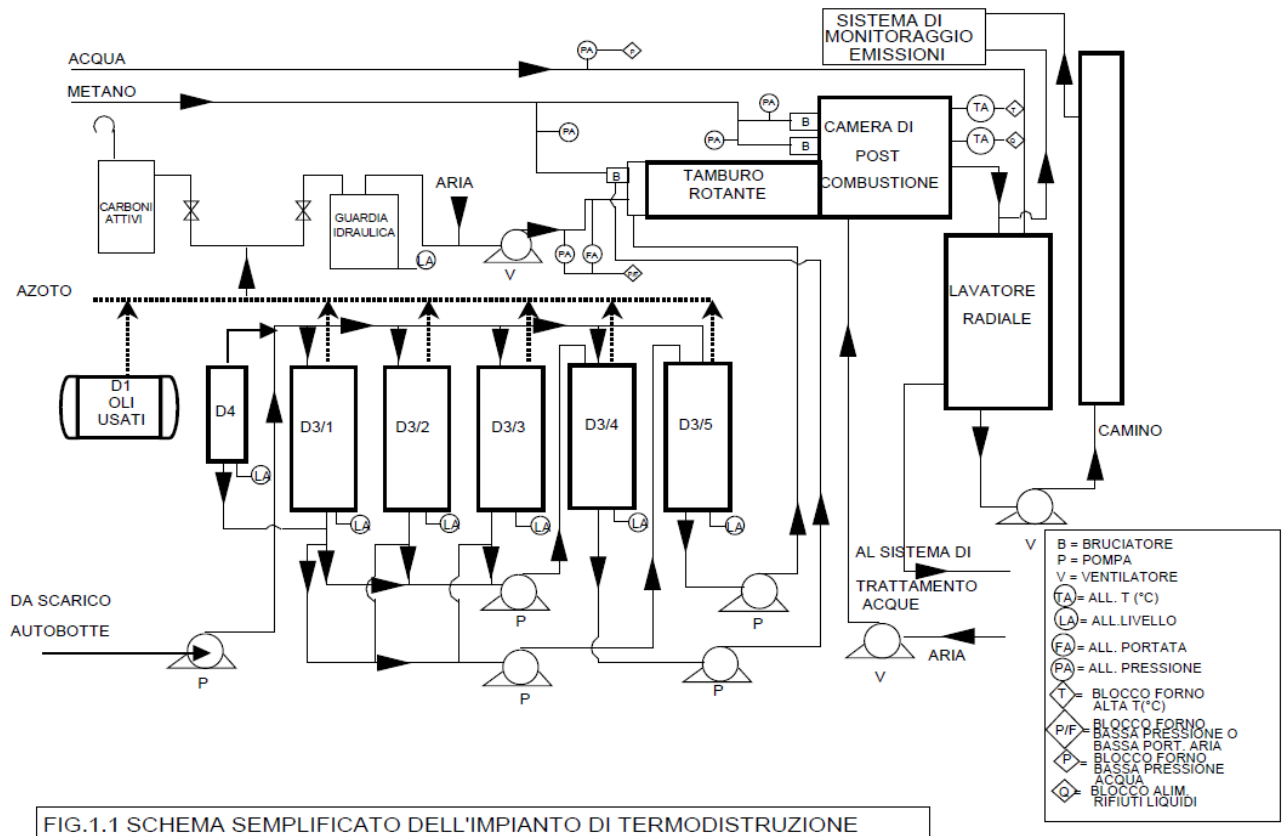 SISTEMA DI
MONITORAGGIO
EMISSIONI
PA
P
ACQUA
METANO
PA
PA
PA
B
B
CAMERA DI
POST
COMBUSTIONE
TA
T
TA
Q
B
TAMBURO
ROTANTE
CARBONI
ATTIVI
GUARDIA
IDRAULICA
LA
ARIA
V
PA
FA
P/F
AZOTO
LAVATORE
RADIALE
D1
OLI
USATI
D4
D3/1
D3/2
D3/3
D3/4
D3/5
LA
LA
LA
LA
LA
LA
CAMINO
DA SCARICO
AUTOBOTTE
P
P
P
P
P
AL SISTEMA DI
TRATTAMENTO
ACQUE
ARIA
V
V
B = BRUCIATORE
P = POMPA
V = VENTILATORE
TA = ALL. T (°C)
LA = ALL.LIVELLO
FA = ALL. PORTATA
PA = ALL. PRESSIONE
T = BLOCCO FORNO
ALTA T(°C)
P/F = BLOCCO FORNO
BASSA PRESSIONE O
BASSA PORT. ARIA
P = BLOCCO FORNO
BASSA PRESSIONE
ACQUA
Q = BLOCCO ALIM.
RIFIUTI LIQUIDI
FIG.1.1 SCHEMA SEMPLIFICATO DELL'IMPIANTO DI TERMODISTRUZIONE